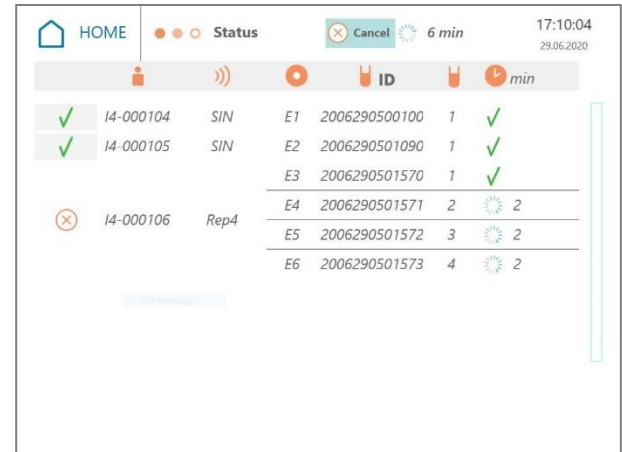 HOME Status Cancel 6 min 17:10:04
29.06.2020
ID min
I4-000104 SIN E1 2006290500100 1
I4-000105 SIN E2 2006290501090 1
E3 2006290501570 1
E4 2006290501571 2 2
I4-000106 Rep4
E5 2006290501572 3 2
E6 2006290501573 4 2